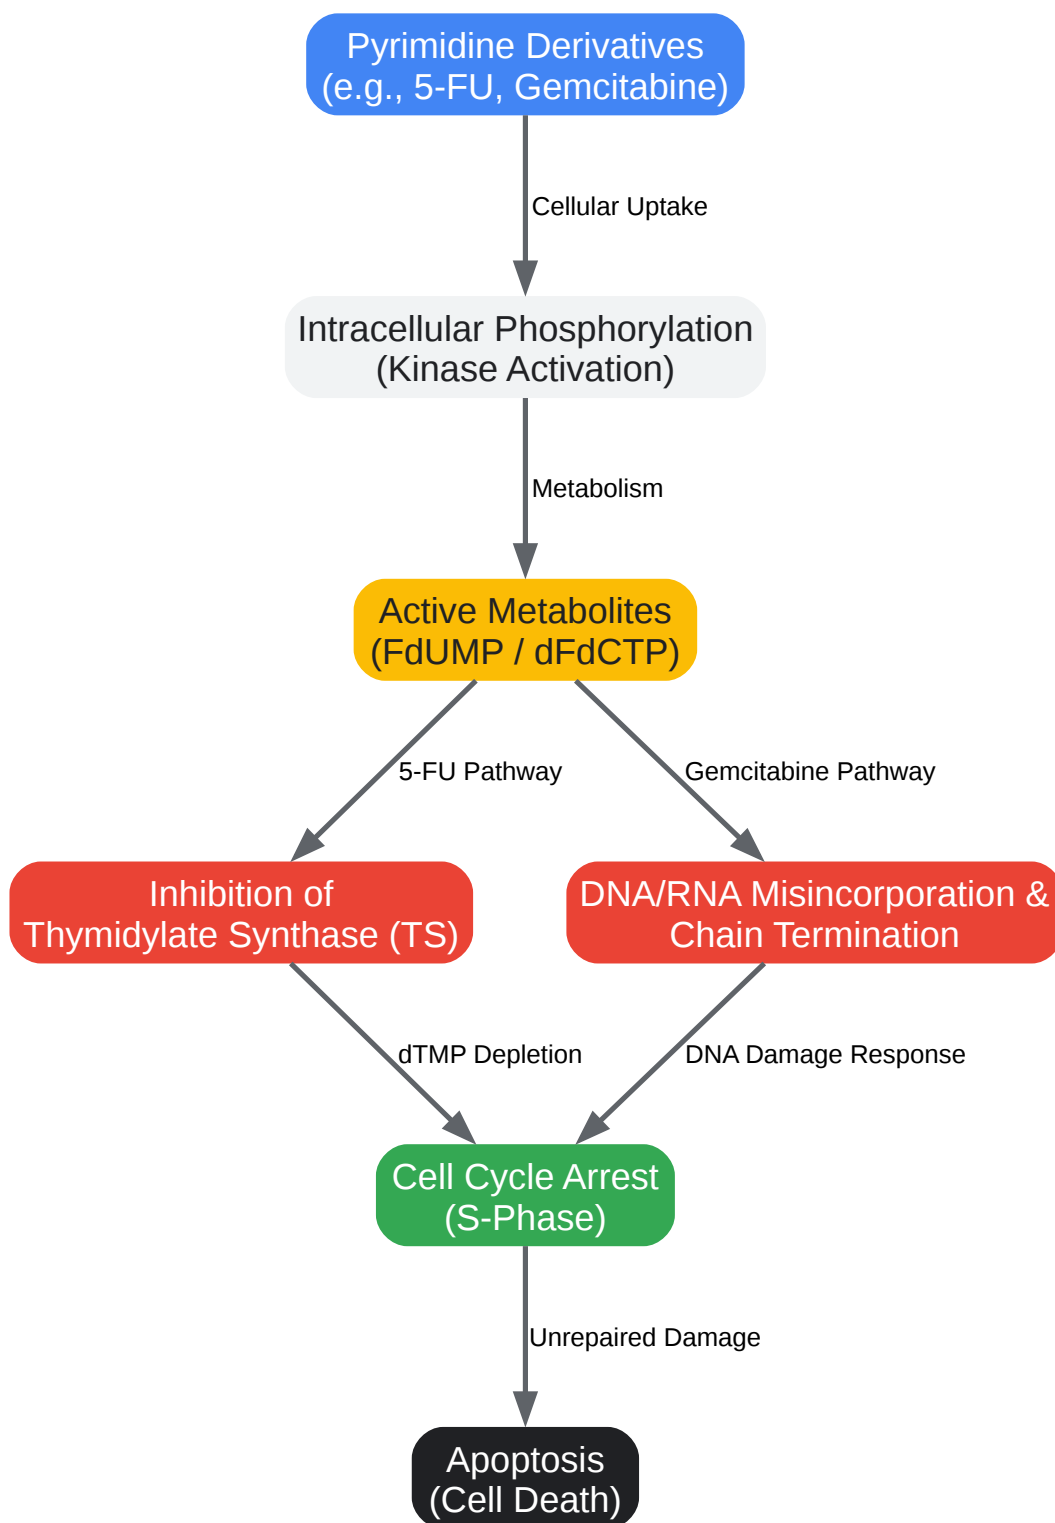 Pyrimidine Derivatives
(e.g., 5-FU, Gemcitabine)
Cellular Uptake
Intracellular Phosphorylation
(Kinase Activation)
Metabolism
Active Metabolites
(FdUMP / dFdCTP)
5-FU Pathway
Gemcitabine Pathway
Inhibition of
Thymidylate Synthase (TS)
DNA/RNA Misincorporation &
Chain Termination
dTMP Depletion
DNA Damage Response
Cell Cycle Arrest
(S-Phase)
Unrepaired Damage
Apoptosis
(Cell Death)